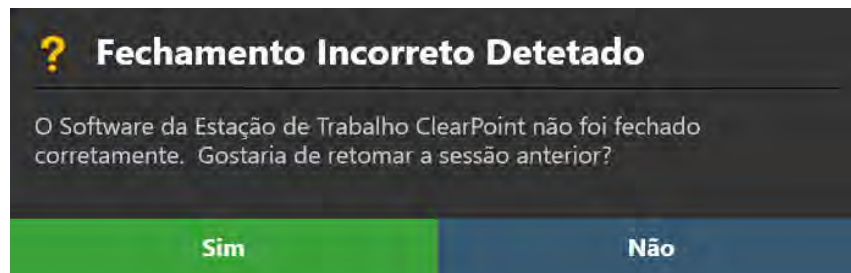 ? Fechamento Incorreto Detetado
O Software da Estação de Trabalho ClearPoint não foi fechado
corretamente.  Gostaria de retomar a sessão anterior?
Sim
Não